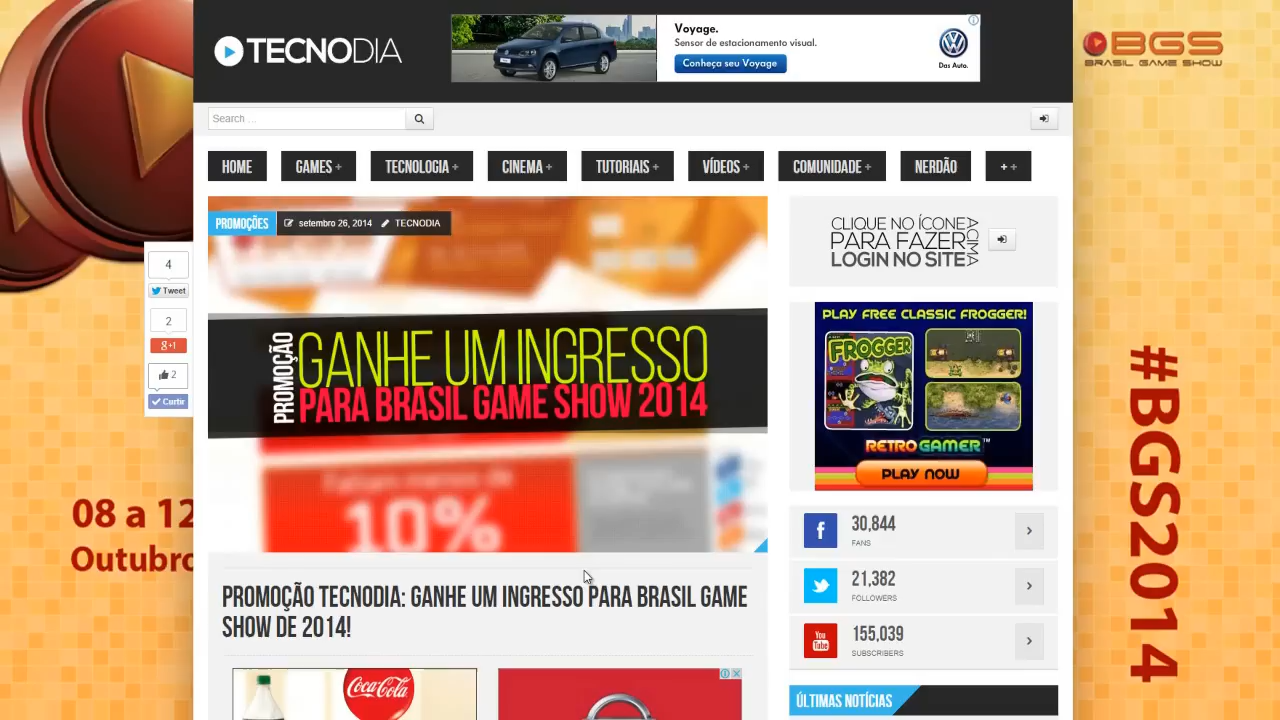 TECNODIA
Voyage.
Sensor de estacionamento visual.
Conheça seu Voyage
Das Auto.
BGS
BRASIL GAME SHOW
Search ...
HOME
GAMES +
TECNOLOGIA +
CINEMA +
TUTORIAIS +
VÍDEOS +
COMUNIDADE +
NERDÃO
+ +
PROMOÇÕES
setembro 26, 2014
TECNODIA
PROMOÇÃO
GANHE UM INGRESSO
PARA BRASIL GAME SHOW 2014
10%
4
Tweet
2
g+1
2
Curtir
08 a 12
Outubro
CLIQUE NO ÍCONE
PARA FAZER
LOGIN NO SITE
ACIMA
PLAY FREE CLASSIC FROGGER!
FROGGER
RETRO GAMER™
PLAY NOW
30,844
FANS
21,382
FOLLOWERS
You Tube
155,039
SUBSCRIBERS
#BGS2014
PROMOÇÃO TECNODIA: GANHE UM INGRESSO PARA BRASIL GAME
SHOW DE 2014!
Coca-Cola
ÚLTIMAS NOTÍCIAS